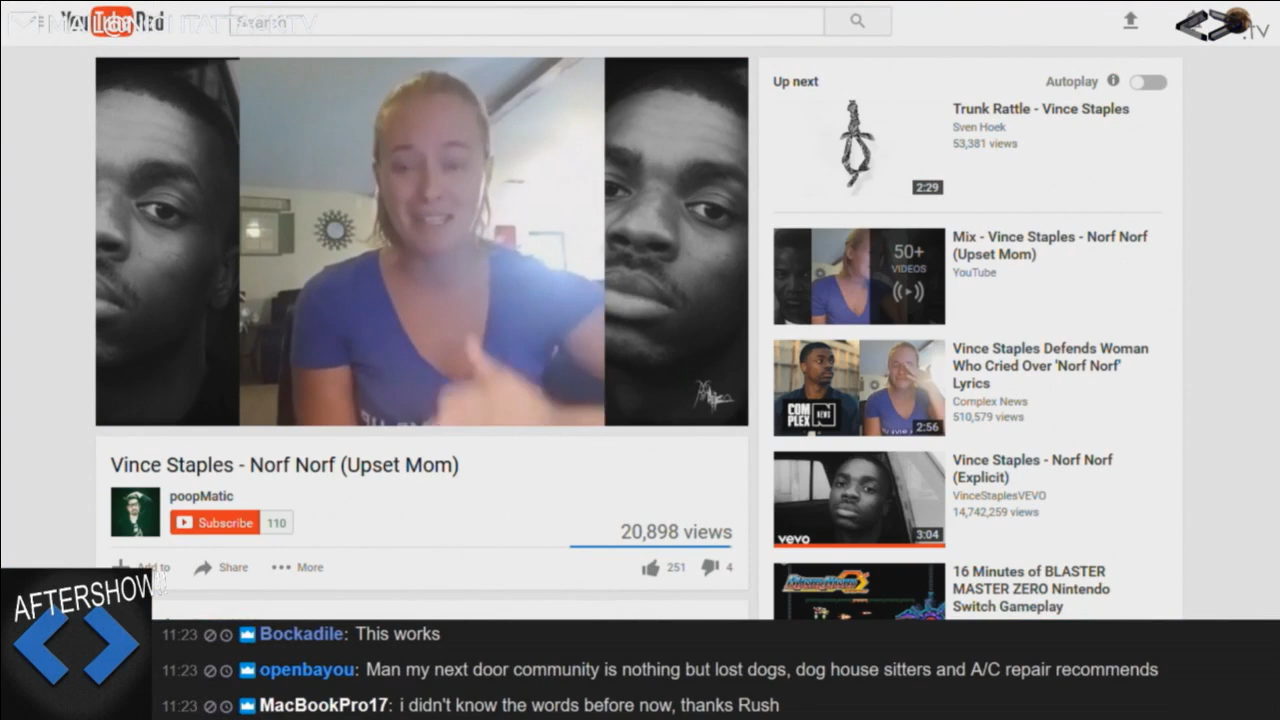 YouTube Red
Search
.TV
Up next
Autoplay
Trunk Rattle - Vince Staples
Sven Hoek
53,381 views
2:29
50+
VIDEOS
Mix - Vince Staples - Norf Norf
(Upset Mom)
YouTube
COM
PLEX NEWS
2:56
Vince Staples Defends Woman
Who Cried Over 'Norf Norf'
Lyrics
Complex News
510,579 views
vevo
3:04
Vince Staples - Norf Norf
(Explicit)
VinceStaplesVEVO
14,742,259 views
16 Minutes of BLASTER
MASTER ZERO Nintendo
Switch Gameplay
Vince Staples - Norf Norf (Upset Mom)
poopMatic
Subscribe 110
20,898 views
Add to Share More 251 4
AFTERSHOW!!
11:23 Bockadile: This works
11:23 openbayou: Man my next door community is nothing but lost dogs, dog house sitters and A/C repair recommends
11:23 MacBookPro17: i didn't know the words before now, thanks Rush